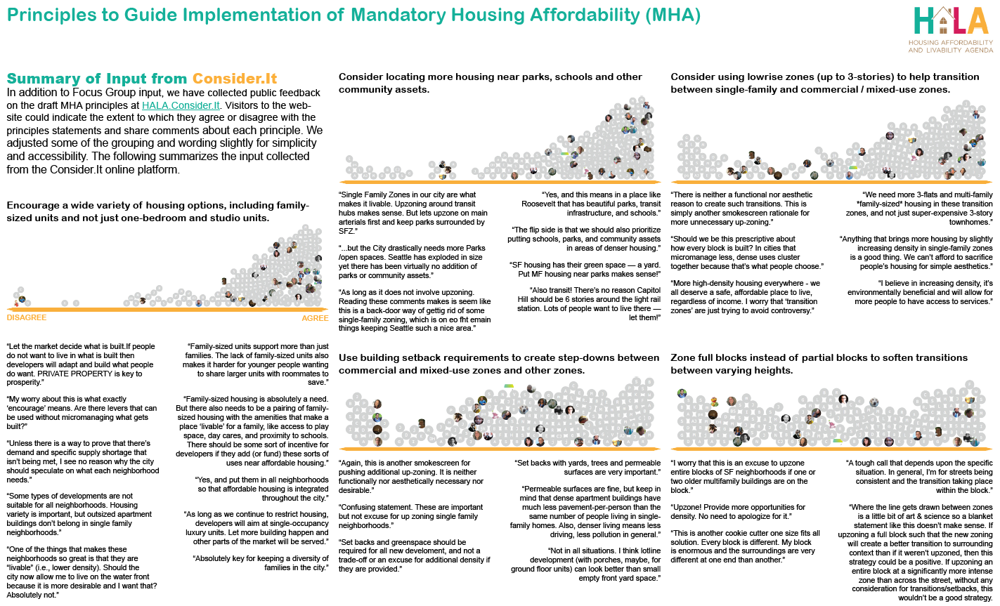 Principles to Guide Implementation of Mandatory Housing Affordability (MHA)
HALA
HOUSING AFFORDABILITY
AND LIVABILITY AGENDA
Summary of Input from Consider.It
In addition to Focus Group input, we have collected public feedback
on the draft MHA principles at HALA.Consider.It. Visitors to the web-
site could indicate the extent to which they agree or disagree with the
principles statements and share comments about each principle. We
adjusted some of the grouping and wording slightly for simplicity
and accessibility. The following summarizes the input collected
from the Consider.It online platform.
Encourage a wide variety of housing options, including family-
sized units and not just one-bedroom and studio units.
DISAGREE
AGREE
“Let the market decide what is built.If people
do not want to live in what is built then
developers will adapt and build what people
do want. PRIVATE PROPERTY is key to
prosperity.”
“My worry about this is what exactly
‘encourage’ means. Are there levers that can
be used without micromanaging what gets
built?”
“Unless there is a way to prove that there’s
demand and specific supply shortage that
isn’t being met, I see no reason why the city
should speculate on what each neighborhood
needs.”
“Some types of developments are not
suitable for all neighborhoods. Housing
variety is important, but outsized apartment
buildings don’t belong in single family
neighborhoods.”
“One of the things that makes these
neighborhoods so great is that they are
“livable” (i.e., lower density). Should the
city now allow me to live on the water front
because it is more desirable and I want that?
Absolutely not.”
“Family-sized units support more than just
families. The lack of family-sized units also
makes it harder for younger people wanting
to share larger units with roommates to
save.”
“Family-sized housing is absolutely a need.
But there also needs to be a pairing of family-
sized housing with the amenities that make a
place ‘livable’ for a family, like access to play
space, day cares, and proximity to schools.
There should be some sort of incentive for
developers if they add (or fund) these sorts of
uses near affordable housing.”
“Yes, and put them in all neighborhoods
so that affordable housing is integrated
throughout the city.”
“As long as we continue to restrict housing,
developers will aim at single-occupancy
luxury units. Let more building happen and
other parts of the market will be served.”
“Absolutely key for keeping a diversity of
families in the city.”
Consider locating more housing near parks, schools and other
community assets.
“Single Family Zones in our city are what
makes it livable. Upzoning around transit
hubs makes sense. But lets upzone on main
arterials first and keep parks surrounded by
SFZ.”
“...but the City drastically needs more Parks
/open spaces. Seattle has exploded in size
yet there has been virtually no addition of
parks or community assets.”
“As long as it does not involve upzoning.
Reading these comments makes is seem like
this is a back-door way of gettig rid of some
single-family zoning, which is on eo fht emain
things keeping Seattle such a nice area.”
“Yes, and this means in a place like
Roosevelt that has beautiful parks, transit
infrastructure, and schools.”
“The flip side is that we should also prioritize
putting schools, parks, and community assets
in areas of denser housing.”
“SF housing has their green space — a yard.
Put MF housing near parks makes sense!”
“Also transit! There’s no reason Capitol
Hill should be 6 stories around the light rail
station. Lots of people want to live there —
let them!”
Consider using lowrise zones (up to 3-stories) to help transition
between single-family and commercial / mixed-use zones.
“There is neither a functional nor aesthetic
reason to create such transitions. This is
simply another smokescreen rationale for
more unnecessary up-zoning.”
“Should we be this prescriptive about
how every block is built? In cities that
micromanage less, dense uses cluster
together because that’s what people choose.”
“More high-density housing everywhere - we
all deserve a safe, affordable place to live,
regardless of income. I worry that ‘transition
zones’ are just trying to avoid controversy.”
“We need more 3-flats and multi-family
*family-sized* housing in these transition
zones, and not just super-expensive 3-story
townhomes.”
“Anything that brings more housing by slightly
increasing density in single-family zones
is a good thing. We can’t afford to sacrifice
people’s housing for simple aesthetics.”
“I believe in increasing density, it’s
environmentally beneficial and will allow for
more people to have access to services.”
Use building setback requirements to create step-downs between
commercial and mixed-use zones and other zones.
“Again, this is another smokescreen for
pushing additional up-zoning. It is neither
functionally nor aesthetically necessary nor
desirable.”
“Confusing statement. These are important
but not excuse for up zoning single family
neighborhoods.”
“Set backs and greenspace should be
required for all new develoment, and not a
trade-off or an excuse for additional density if
they are provided.”
“Set backs with yards, trees and permeable
surfaces are very important.”
“Permeable surfaces are fine, but keep in
mind that dense apartment buildings have
much less pavement-per-person than the
same number of people living in single-
family homes. Also, denser living means less
driving, less pollution in general.”
“Not in all situations. I think lotline
development (with porches, maybe, for
ground floor units) can look better than small
empty front yard space.”
Zone full blocks instead of partial blocks to soften transitions
between varying heights.
“I worry that this is an excuse to upzone
entire blocks of SF neighborhoods if one or
two older multifamily buildings are on the
block.”
“Upzone! Provide more opportunities for
density. No need to apologize for it.”
“This is another cookie cutter one size fits all
solution. Every block is different. My block
is enormous and the surroundings are very
different at one end than another.”
“A tough call that depends upon the specific
situation. In general, I’m for streets being
consistent and the transition taking place
within the block.”
“Where the line gets drawn between zones
is a little bit of art & science so a blanket
statement like this doesn’t make sense. If
upzoning a full block such that the new zoning
will create a better transition to surrounding
context than if it weren’t upzoned, then this
strategy could be a positive. If upzoning an
entire block at a significantly more intense
zone than across the street, without any
consideration for transitions/setbacks, this
wouldn’t be a good strategy.